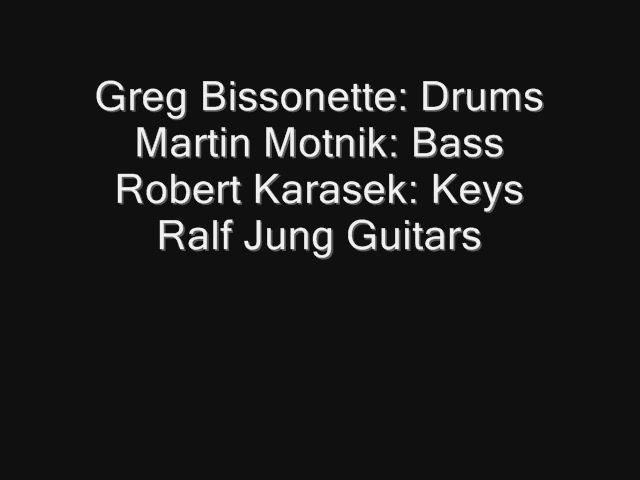 Greg Bissonette: Drums
Martin Motnik: Bass
Robert Karasek: Keys
Ralf Jung Guitars